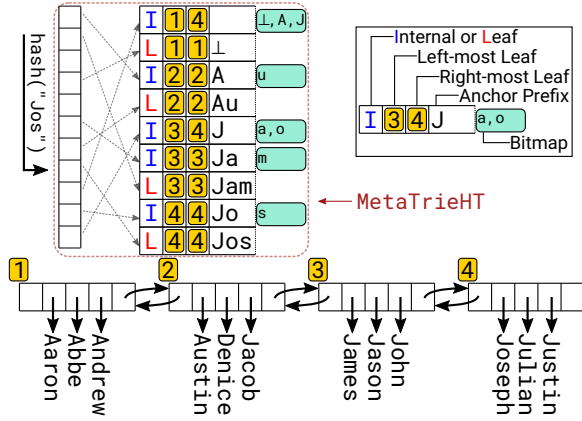 hash("Jos")
I 1 4 ⊥,A,J
L 1 1 ⊥
I 2 2 A u
L 2 2 Au
I 3 4 J a,o
I 3 3 Ja m
L 3 3 Jam
I 4 4 Jo s
L 4 4 Jos
MetaTrieHT
Internal or Leaf
Left-most Leaf
Right-most Leaf
Anchor Prefix
I 3 4 J a,o
Bitmap
1 2 3 4
Aaron
Abbe
Andrew
Austin
Denice
Jacob
James
Jason
John
Joseph
Julian
Justin